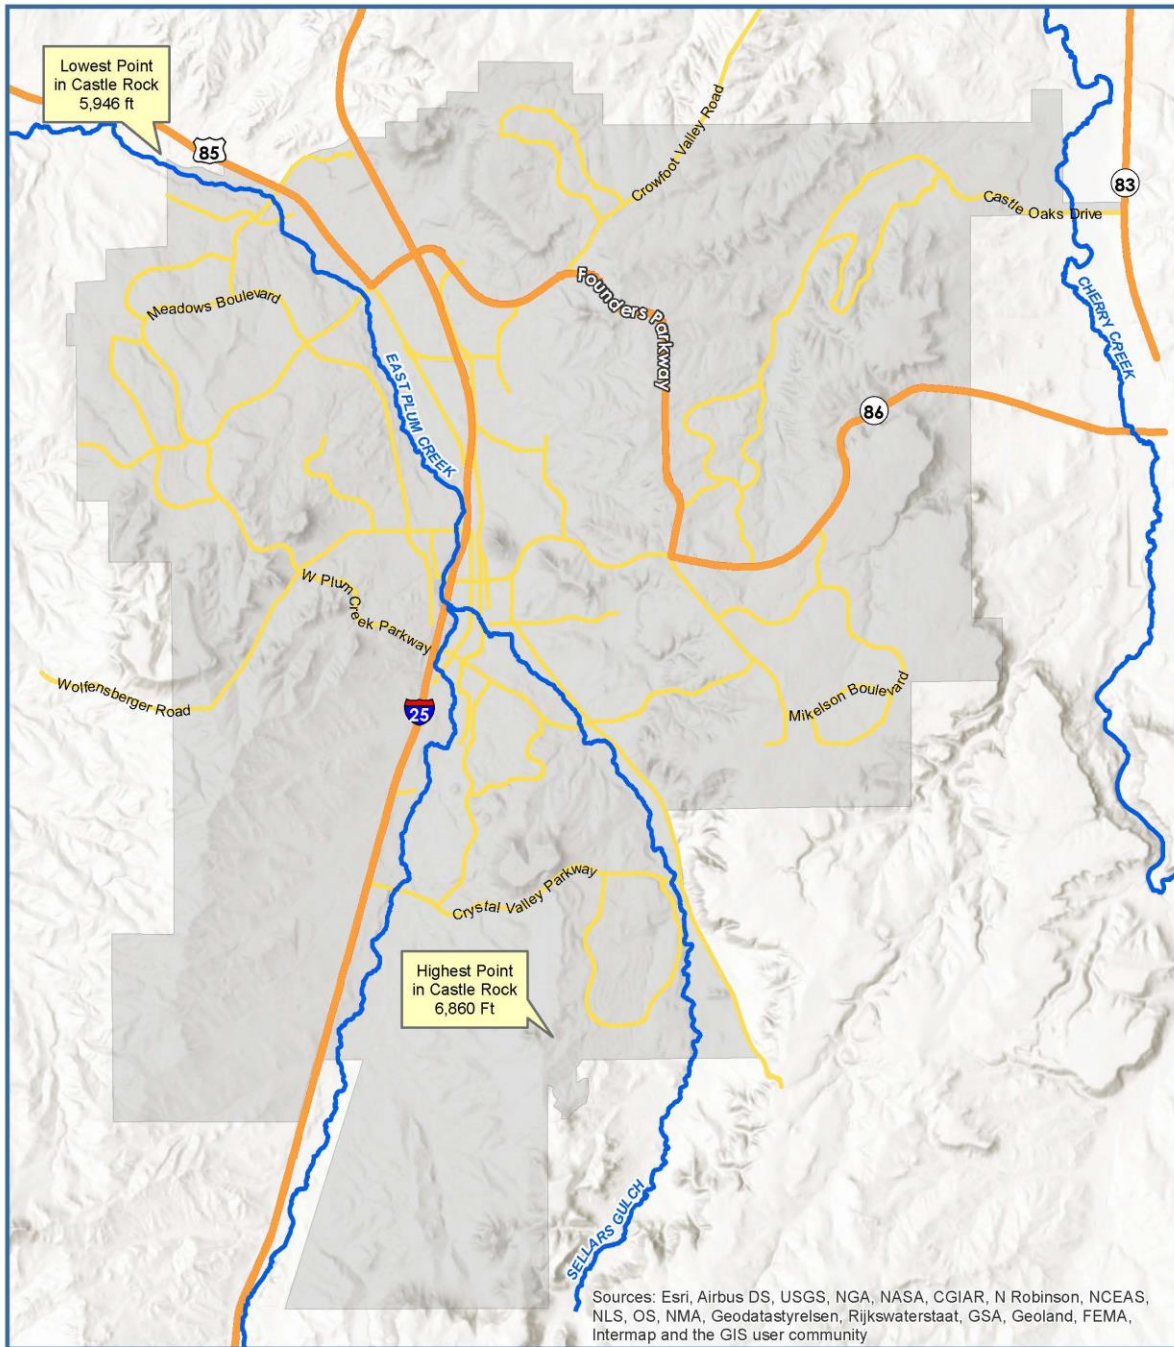 Lowest Point
in Castle Rock
5,946 ft
85
Crowfoot Valley Road
83
Castle Oaks Drive
Founders Parkway
CHERRY CREEK
Meadows Boulevard
EAST PLUM CREEK
86
W Plum Creek Parkway
Wolfensberger Road
25
Mikelson Boulevard
Crystal Valley Parkway
Highest Point
in Castle Rock
6,860 Ft
SELLARS GULCH
Sources: Esri, Airbus DS, USGS, NGA, NASA, CGIAR, N Robinson, NCEAS,
NLS, OS, NMA, Geodatastyrelsen, Rijkswaterstaat, GSA, Geoland, FEMA,
Intermap and the GIS user community